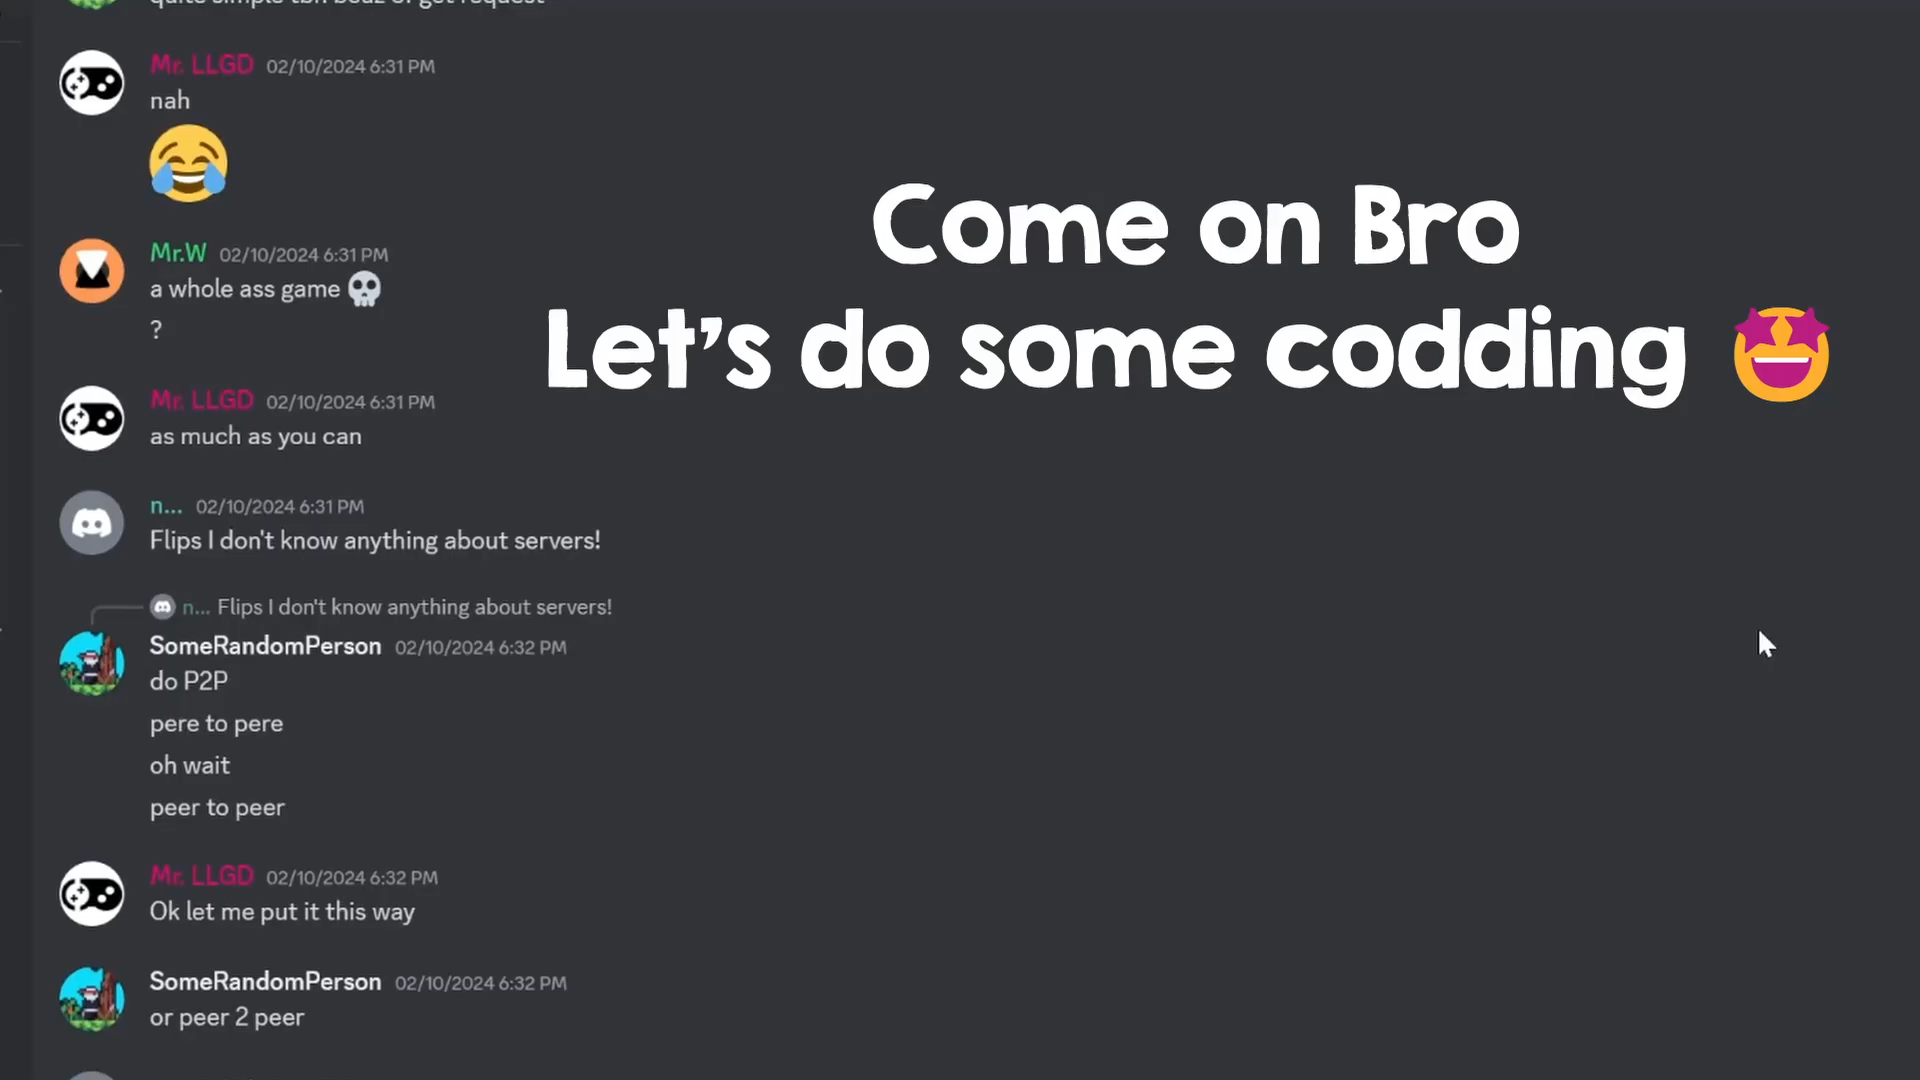 Mr. LLGD 02/10/2024 6:31 PM
nah
Mr.W 02/10/2024 6:31 PM
a whole ass game 💀
?
Come on Bro
Let's do some codding 🤩
Mr. LLGD 02/10/2024 6:31 PM
as much as you can
n... 02/10/2024 6:31 PM
Flips I don't know anything about servers!
n... Flips I don't know anything about servers!
SomeRandomPerson 02/10/2024 6:32 PM
do P2P
pere to pere
oh wait
peer to peer
Mr. LLGD 02/10/2024 6:32 PM
Ok let me put it this way
SomeRandomPerson 02/10/2024 6:32 PM
or peer 2 peer